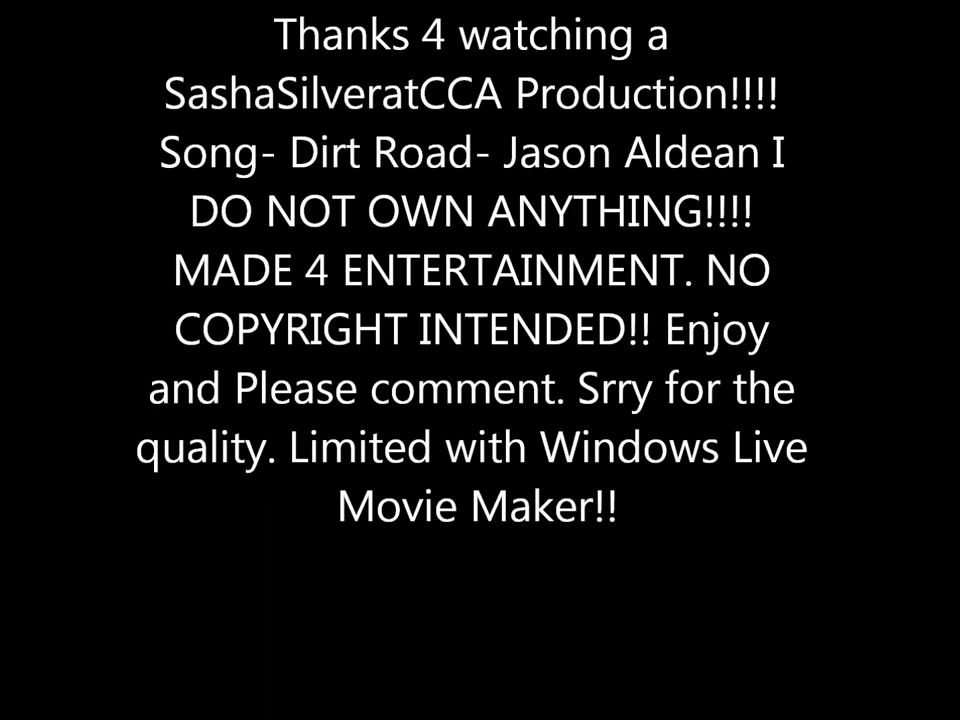 Thanks 4 watching a
SashaSilveratCCA Production!!!!
Song- Dirt Road- Jason Aldean I
DO NOT OWN ANYTHING!!!!
MADE 4 ENTERTAINMENT. NO
COPYRIGHT INTENDED!! Enjoy
and Please comment. Srry for the
quality. Limited with Windows Live
Movie Maker!!